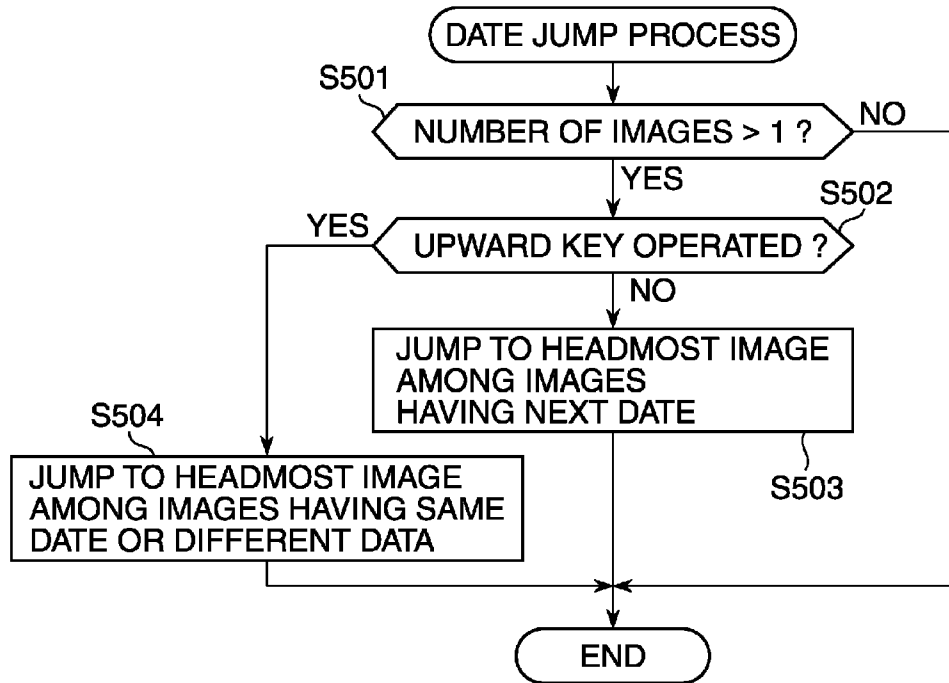 DATE JUMP PROCESS
S501
NUMBER OF IMAGES > 1 ?
NO
YES
S502
YES
UPWARD KEY OPERATED ?
NO
JUMP TO HEADMOST IMAGE
AMONG IMAGES
HAVING NEXT DATE
S503
S504
JUMP TO HEADMOST IMAGE
AMONG IMAGES HAVING SAME
DATE OR DIFFERENT DATA
END